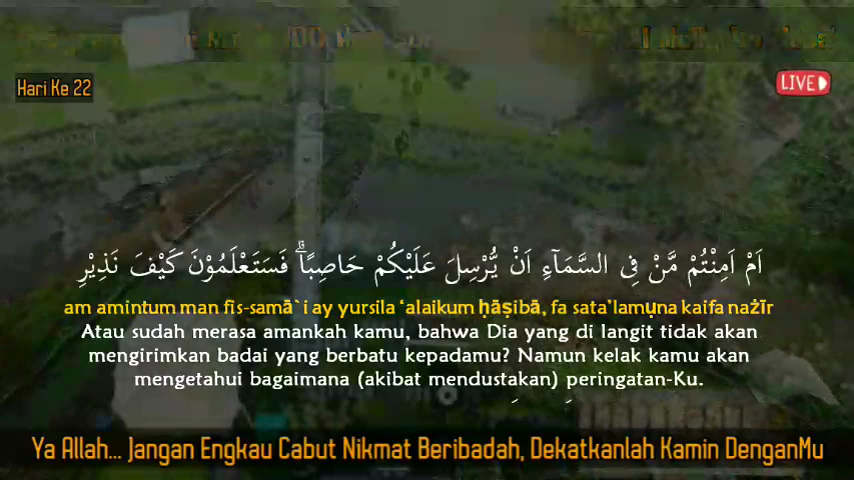 Hari Ke 22
LIVE
اَمْ اَمِنْتُمْ مَّنْ فِى السَّمَاۤءِ اَنْ يُّرْسِلَ عَلَيْكُمْ حَاصِبًاۗ فَسَتَعْلَمُوْنَ كَيْفَ نَذِيْرِ
am amintum man fis-samā`i ay yursila ‘alaikum ḥāṣibā, fa sata’lamụna kaifa nażīr
Atau sudah merasa amankah kamu, bahwa Dia yang di langit tidak akan
mengirimkan badai yang berbatu kepadamu? Namun kelak kamu akan
mengetahui bagaimana (akibat mendustakan) peringatan-Ku.
Ya Allah... Jangan Engkau Cabut Nikmat Beribadah, Dekatkanlah Kamin DenganMu